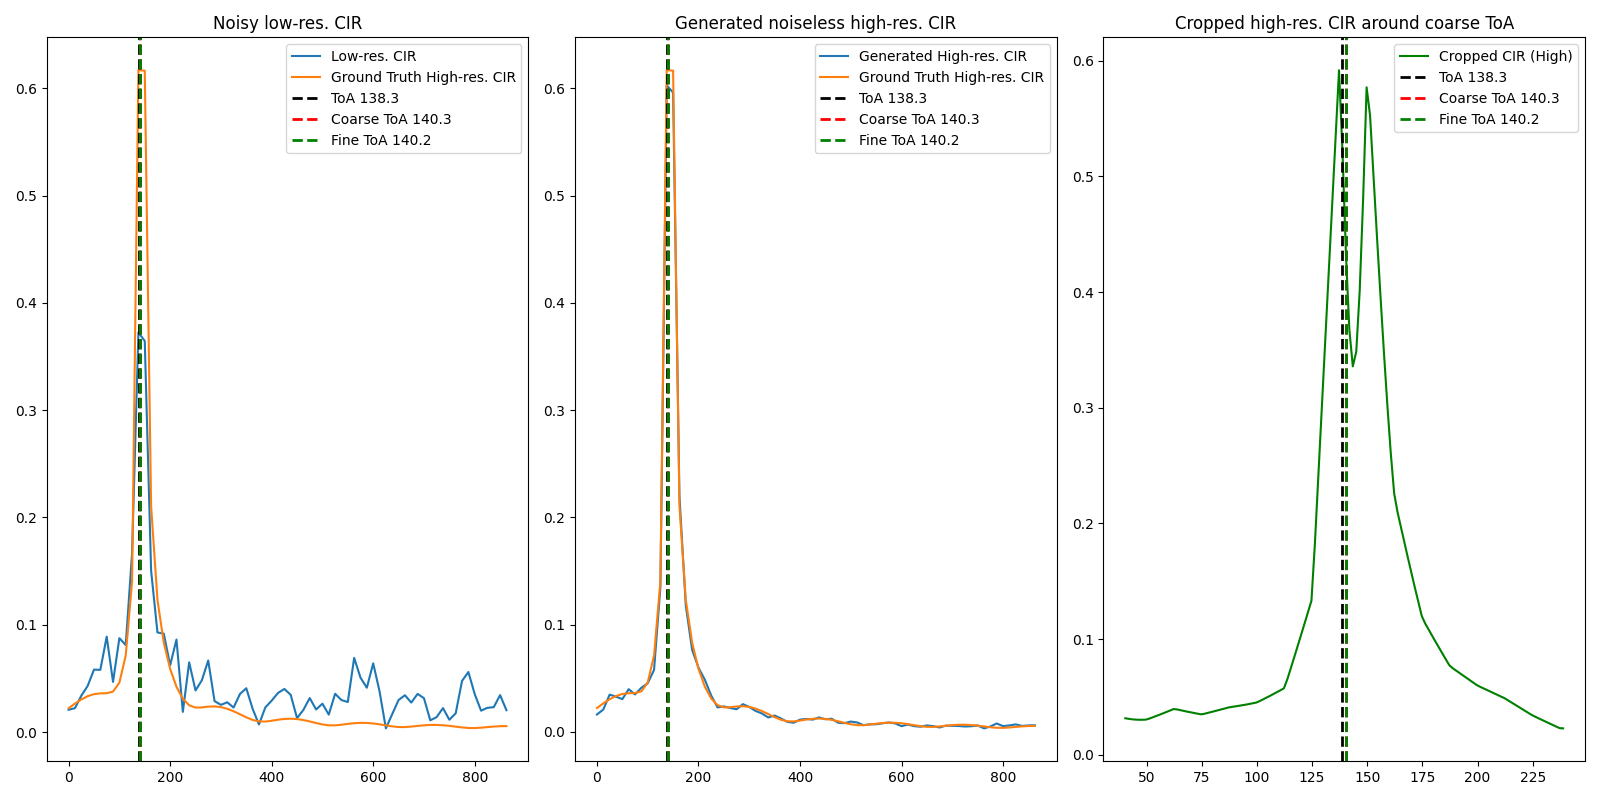 Noisy low-res. CIR
Low-res. CIR
Ground Truth High-res. CIR
ToA 138.3
Coarse ToA 140.3
Fine ToA 140.2
0.6
0.5
0.4
0.3
0.2
0.1
0.0
0 200 400 600 800
Generated noiseless high-res. CIR
Generated High-res. CIR
Ground Truth High-res. CIR
ToA 138.3
Coarse ToA 140.3
Fine ToA 140.2
0.6
0.5
0.4
0.3
0.2
0.1
0.0
0 200 400 600 800
Cropped high-res. CIR around coarse ToA
Cropped CIR (High)
ToA 138.3
Coarse ToA 140.3
Fine ToA 140.2
0.6
0.5
0.4
0.3
0.2
0.1
0.0
50 75 100 125 150 175 200 225